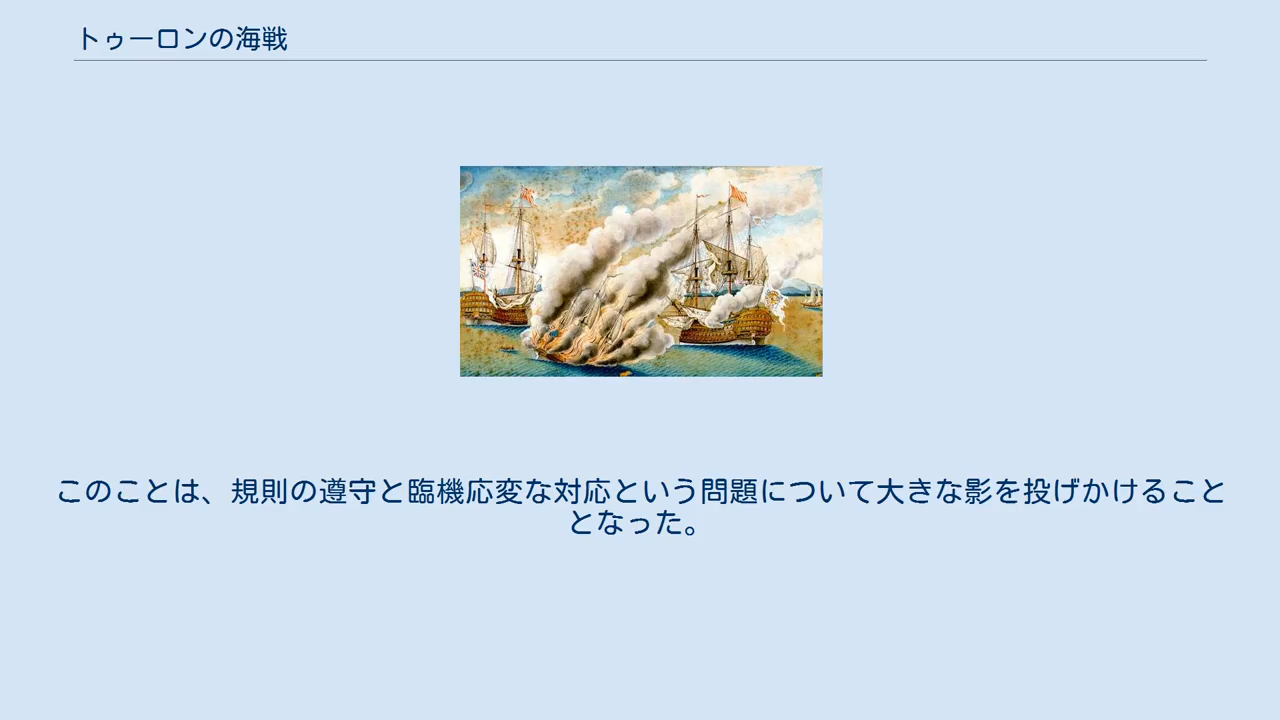 トゥーロンの海戦
このことは、規則の遵守と臨機応変な対応という問題について大きな影を投げかけること
となった。